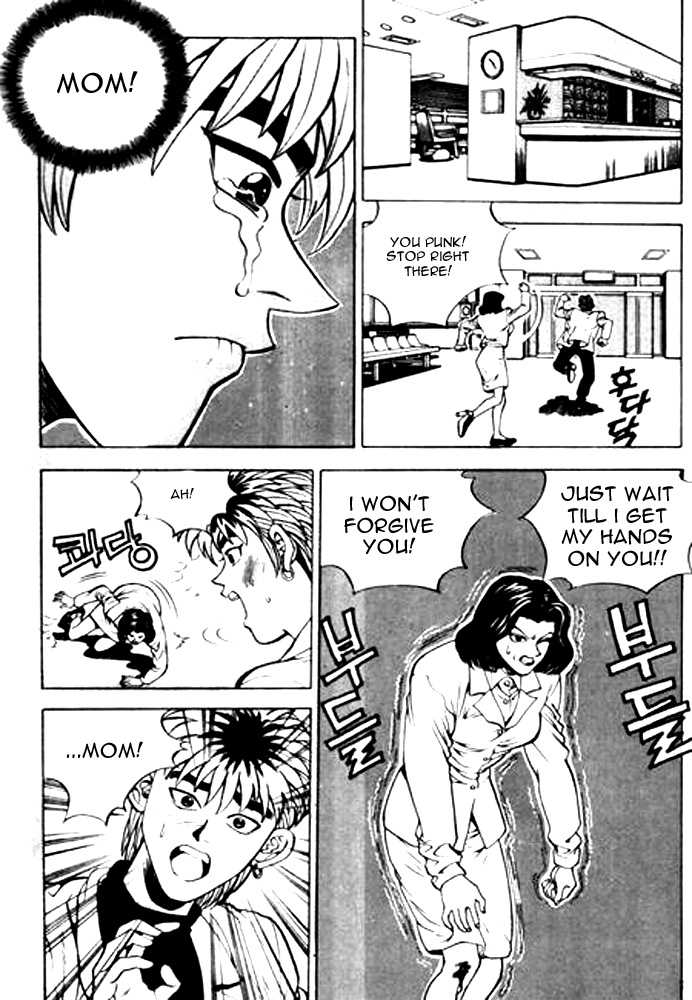 MOM!
YOU PUNK!
STOP RIGHT
THERE!
후다닥
AH!
콰당
I WON'T
FORGIVE
YOU!
JUST WAIT
TILL I GET
MY HANDS
ON YOU!!
부들
부들
...MOM!